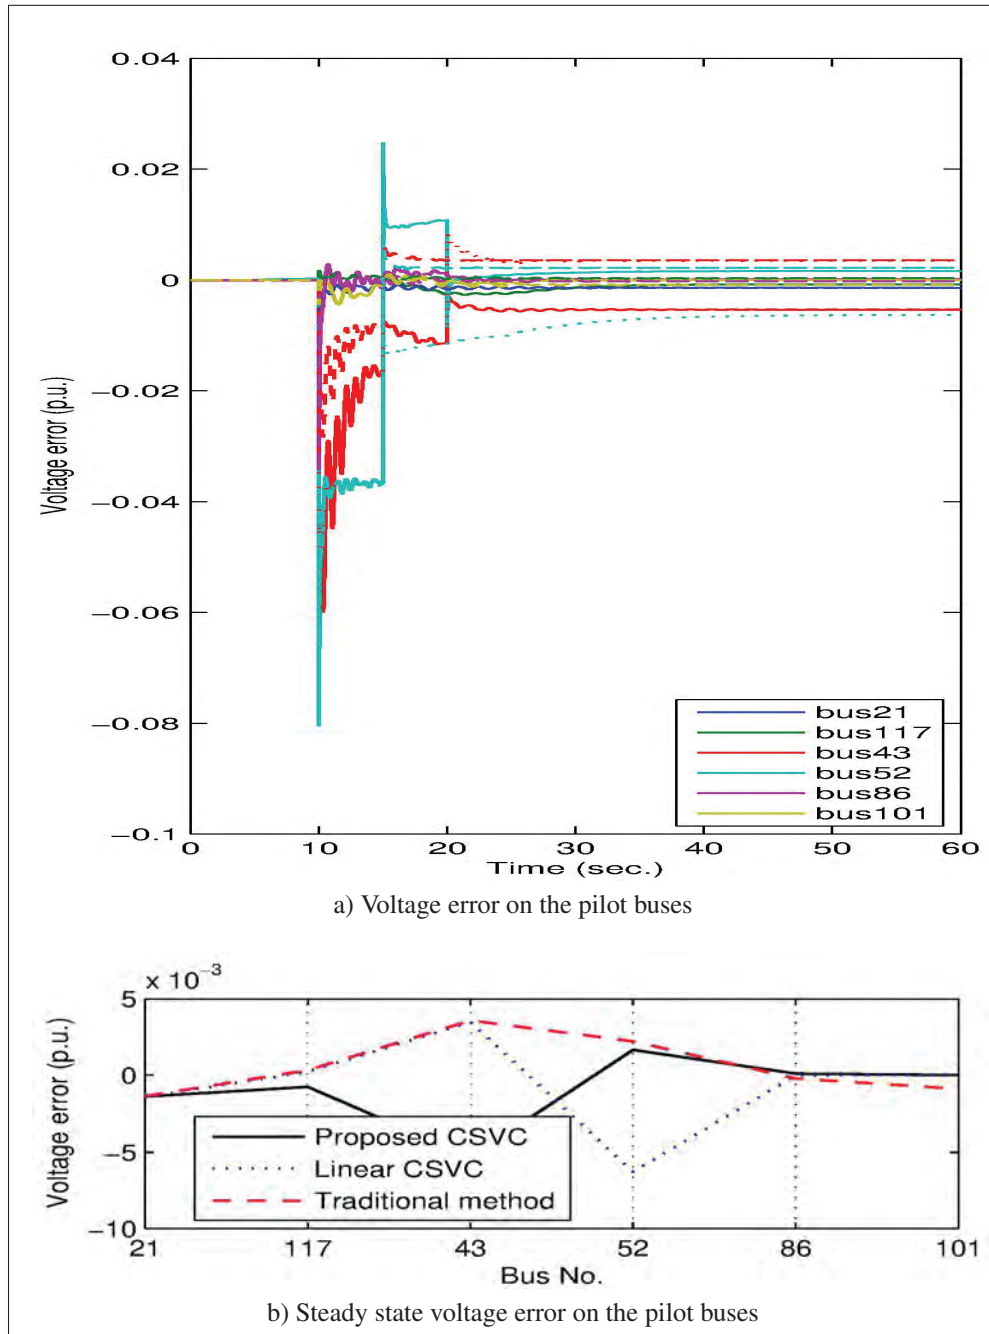 0.04
0.02
0
−0.02
−0.04
−0.06
−0.08
−0.1
Voltage error (p.u.)
bus21
bus117
bus43
bus52
bus86
bus101
0 10 20 30 40 50 60
Time (sec.)
a) Voltage error on the pilot buses
× 10⁻³
5
0
−5
−10
Voltage error (p.u.)
Proposed CSVC
Linear CSVC
Traditional method
21 117 43 52 86 101
Bus No.
b) Steady state voltage error on the pilot buses